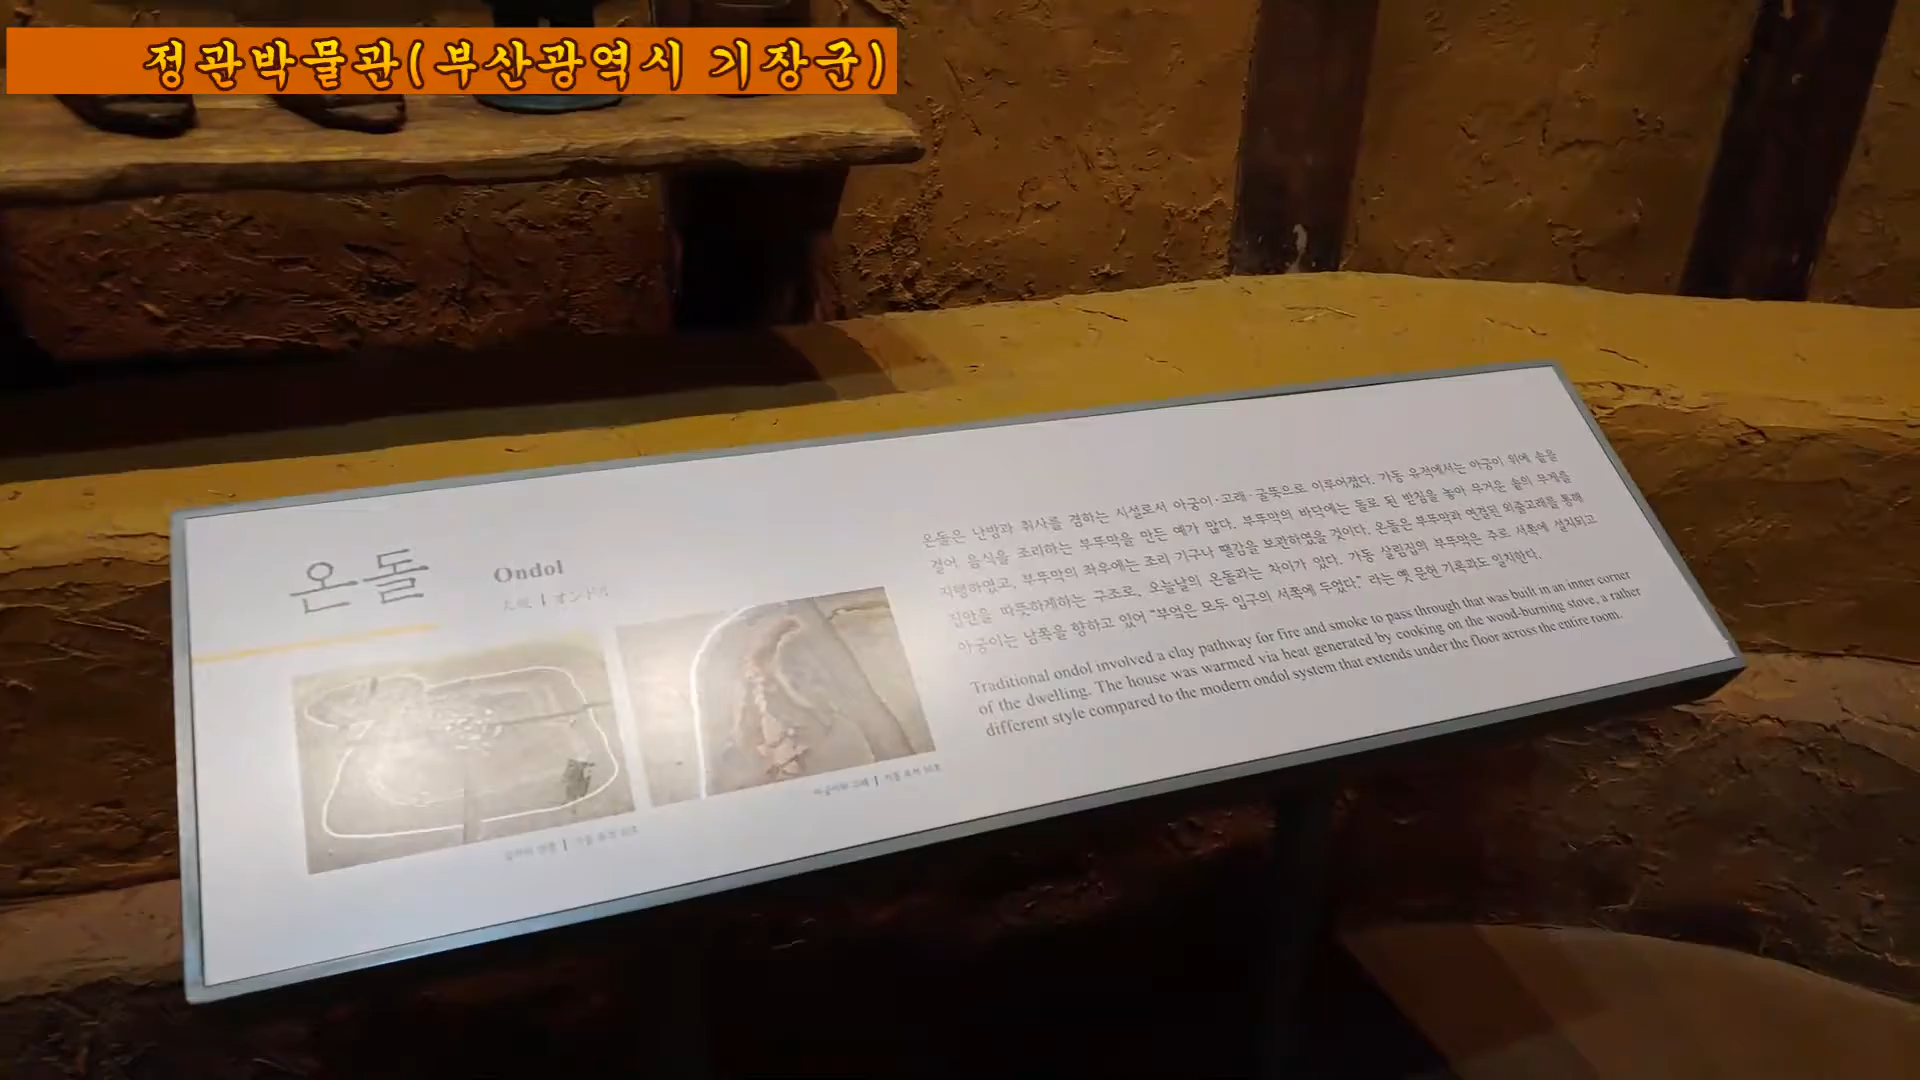 정관박물관(부산광역시 기장군)
온돌
Ondol
オンドル
온돌은 난방과 취사를 겸하는 시설로서 아궁이·고래·굴뚝으로 이루어졌다. 가동 유적에서는 아궁이 위에 솥을
걸어 음식을 조리하는 부뚜막을 만든 예가 많다. 부뚜막의 바닥에는 돌로 된 받침을 놓아 무거운 솥의 무게를
지탱하였고, 부뚜막의 좌우에는 조리 기구나 땔감을 보관하였을 것이다. 온돌은 부뚜막과 연결된 외줄고래를 통해
집안을 따뜻하게하는 구조로, 오늘날의 온돌과는 차이가 있다. 가동 살림집의 부뚜막은 주로 서쪽에 설치되고
아궁이는 남쪽을 향하고 있어 “부엌은 모두 입구의 서쪽에 두었다.” 라는 옛 문헌 기록과도 일치한다.
Traditional ondol involved a clay pathway for fire and smoke to pass through that was built in an inner corner
of the dwelling. The house was warmed via heat generated by cooking on the wood-burning stove, a rather
different style compared to the modern ondol system that extends under the floor across the entire room.